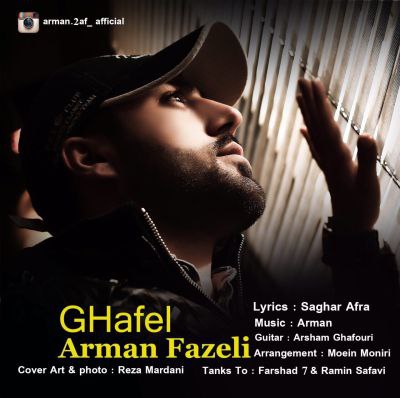 arman.2af_ official
GHafel
Arman Fazeli
Lyrics : Saghar Afra
Music : Arman
Guitar : Arsham Ghafouri
Arrangement : Moein Moniri
Cover Art & photo : Reza Mardani
Tanks To : Farshad 7 & Ramin Safavi